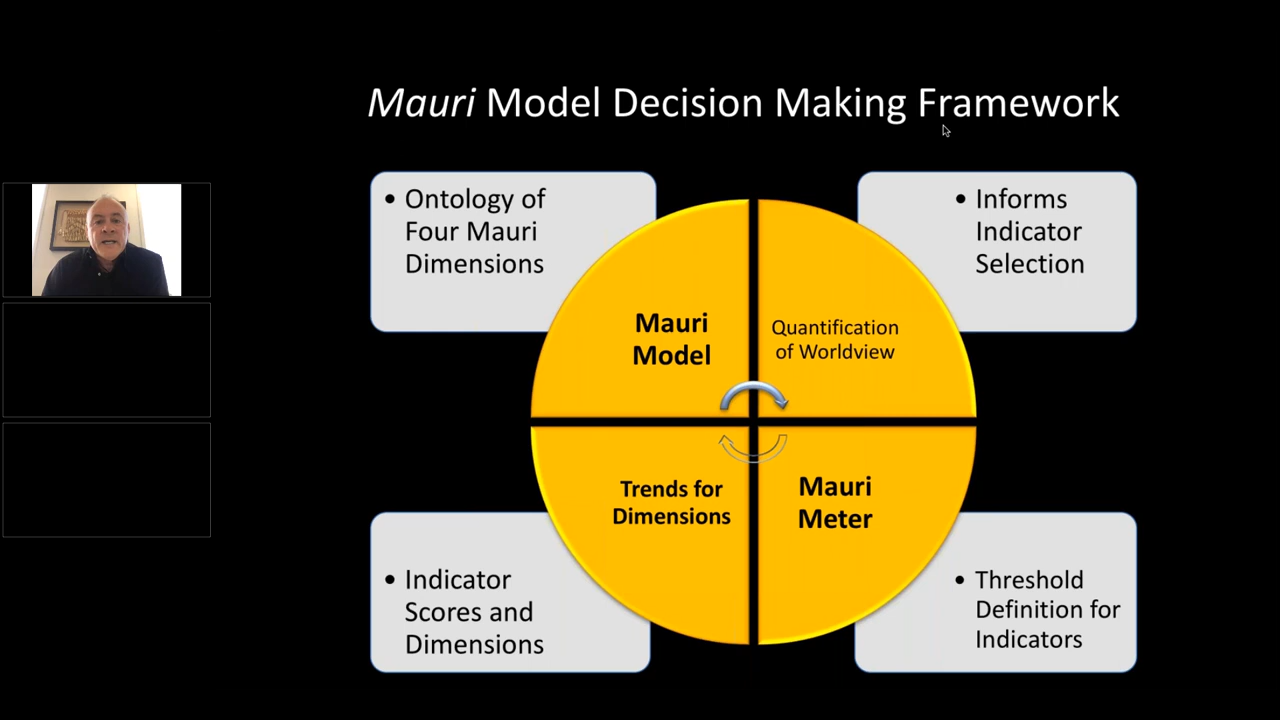 Mauri Model Decision Making Framework
• Ontology of
Four Mauri
Dimensions
• Informs
Indicator
Selection
Mauri
Model
Quantification
of Worldview
Trends for
Dimensions
Mauri
Meter
• Indicator
Scores and
Dimensions
• Threshold
Definition for
Indicators